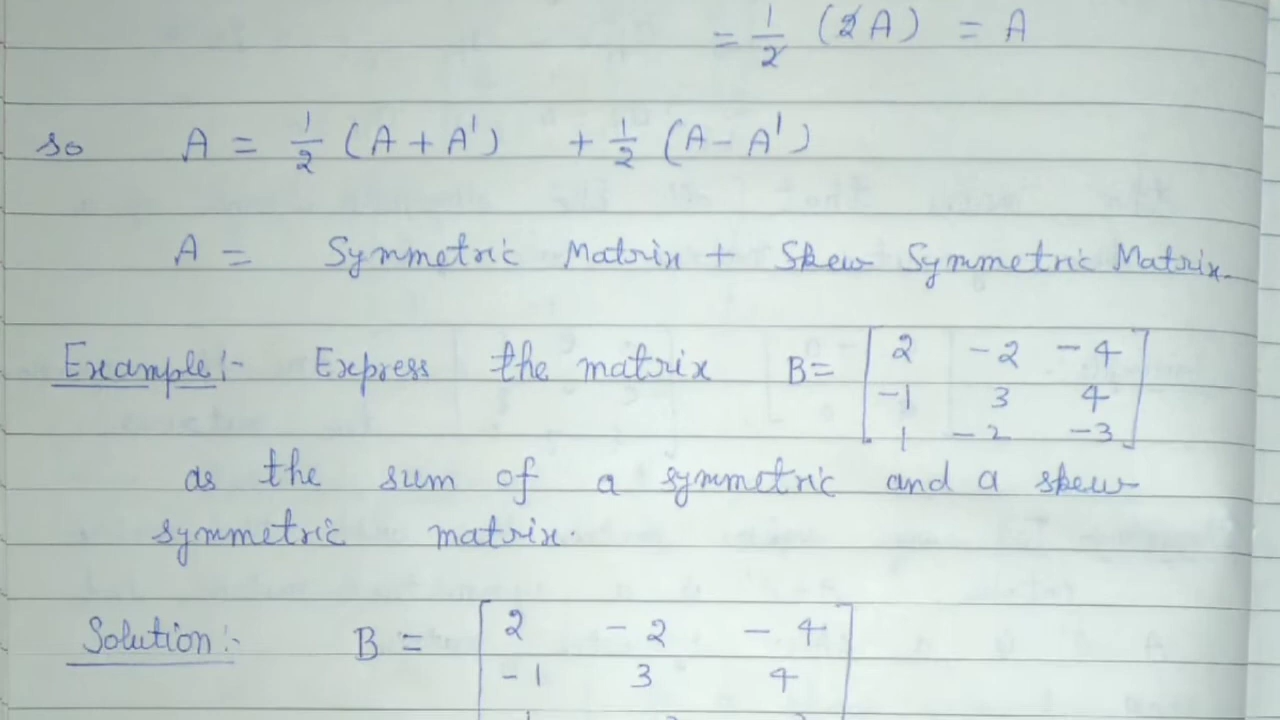 = 1/2 (2A) = A
so A = 1/2 (A + A') + 1/2 (A - A')
A = Symmetric Matrix + Skew Symmetric Matrix.
Example:- Express the matrix B = [2 -2 -4
-1 3 4
1 -2 -3]
as the sum of a symmetric and a skew
symmetric matrix.
Solution:- B = [2 -2 -4
-1 3 4